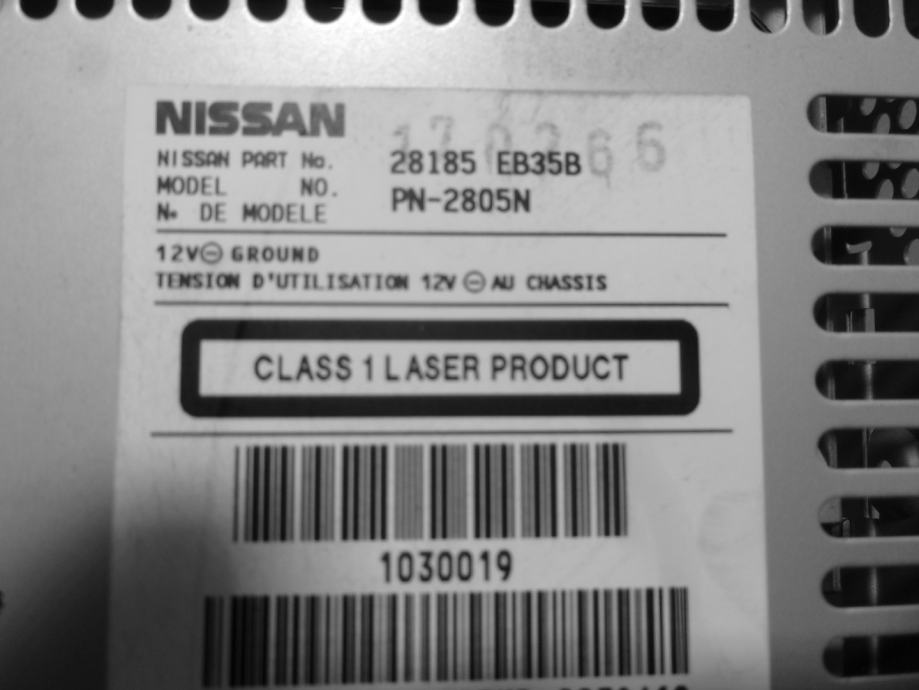 NISSAN
NISSAN PART No. 28185 EB35B
MODEL NO. PN-2805N
No DE MODELE
12V⊖ GROUND
TENSION D'UTILISATION 12V ⊖ AU CHASSIS
CLASS 1 LASER PRODUCT
1030019